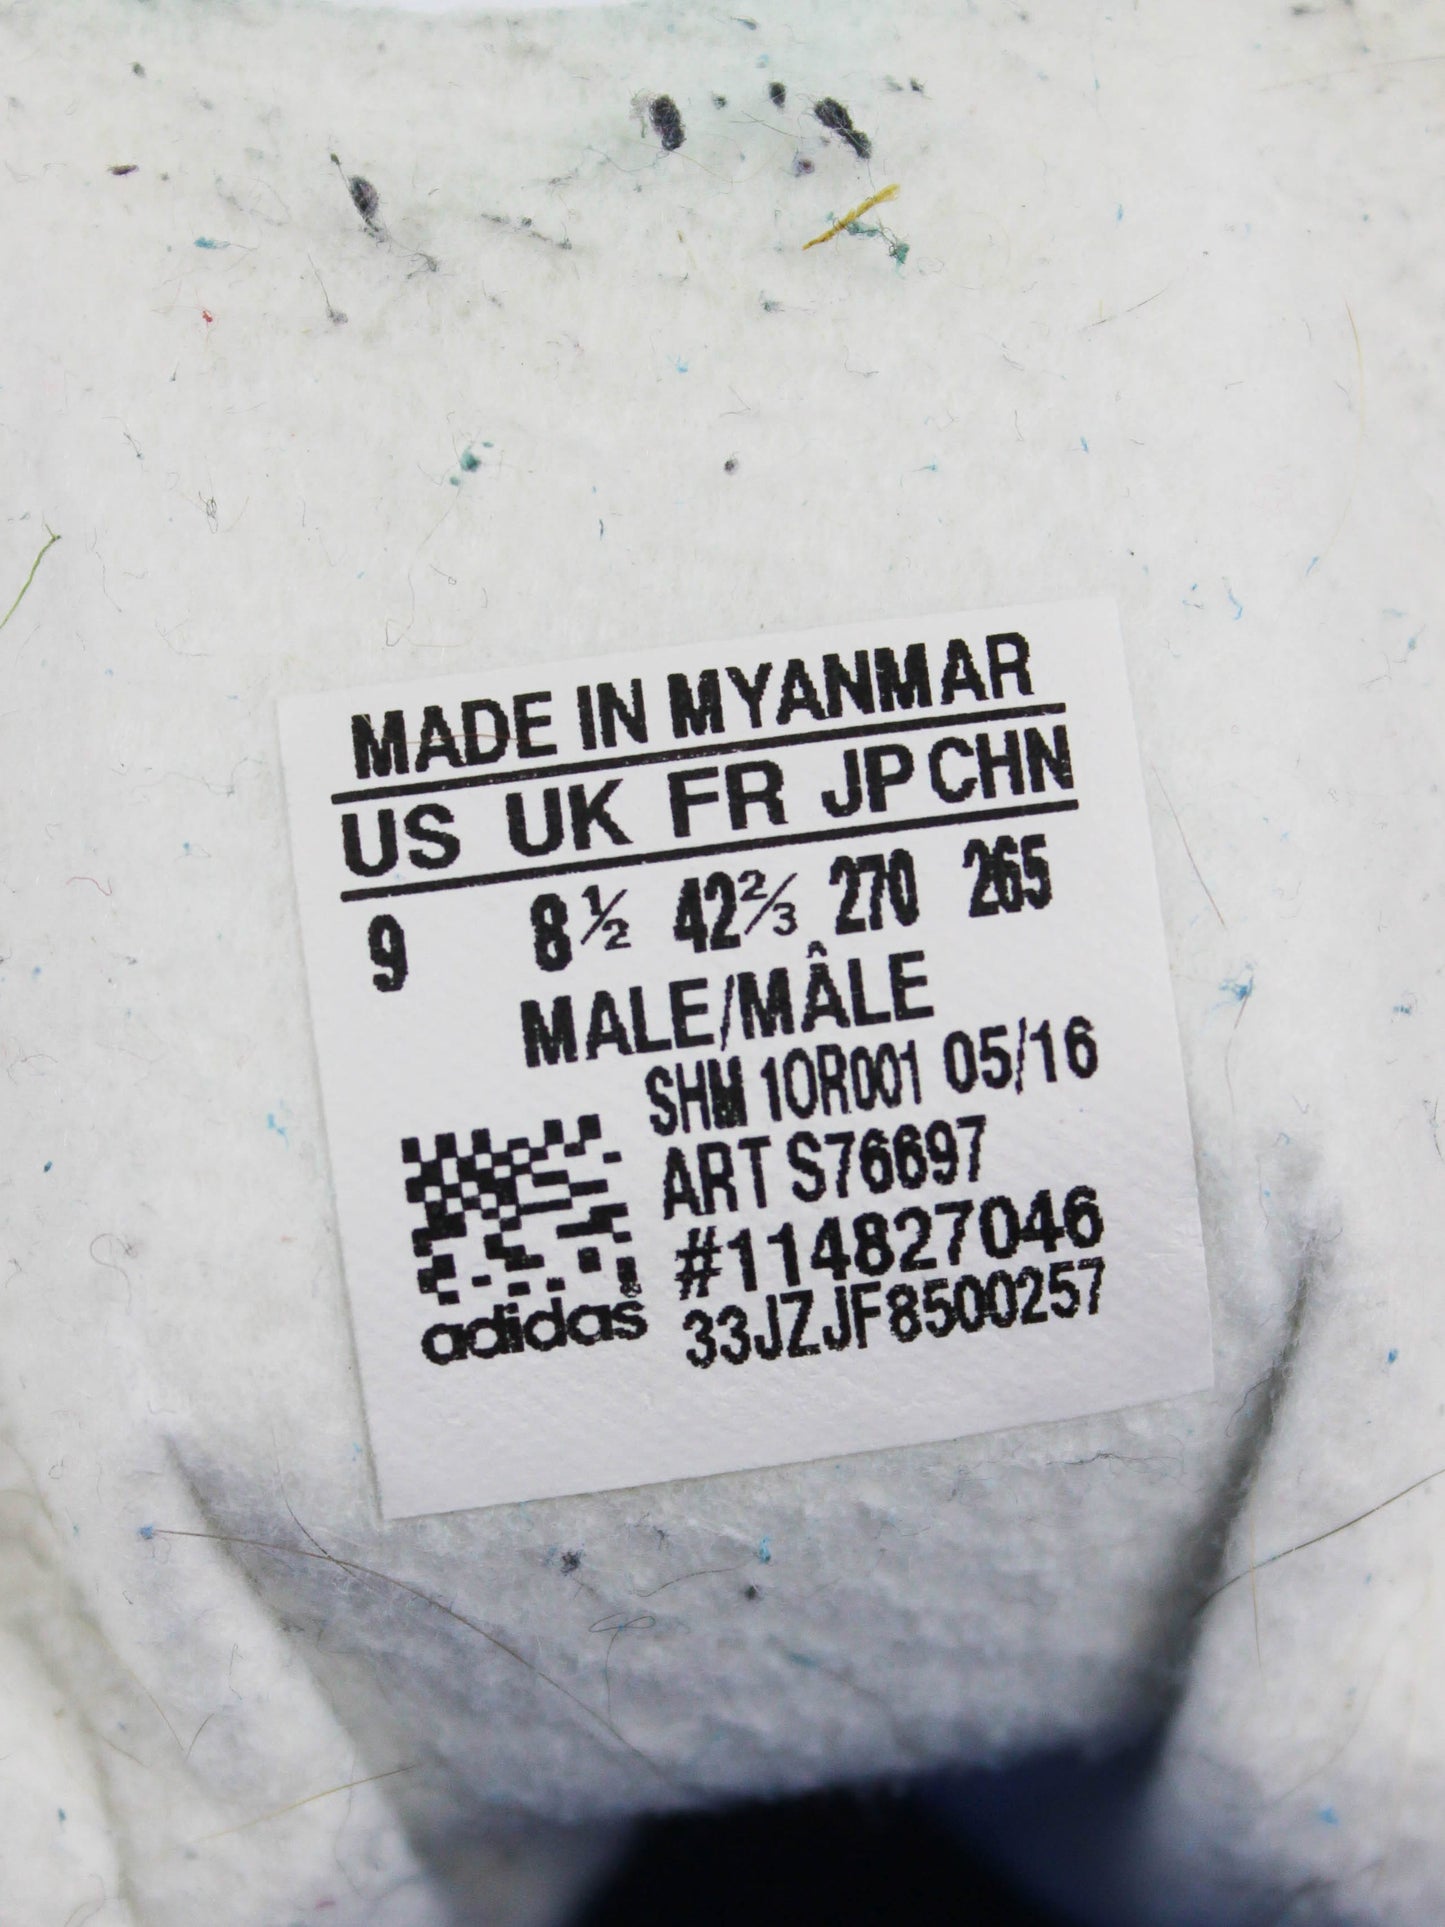 MADE IN MYANMAR
US UK FR JP CHN
9 8½ 42⅔ 270 265
MALE/MÂLE
SHM 10R001 05/16
ART S76697
#114827046
adidas 33JZJF8500257